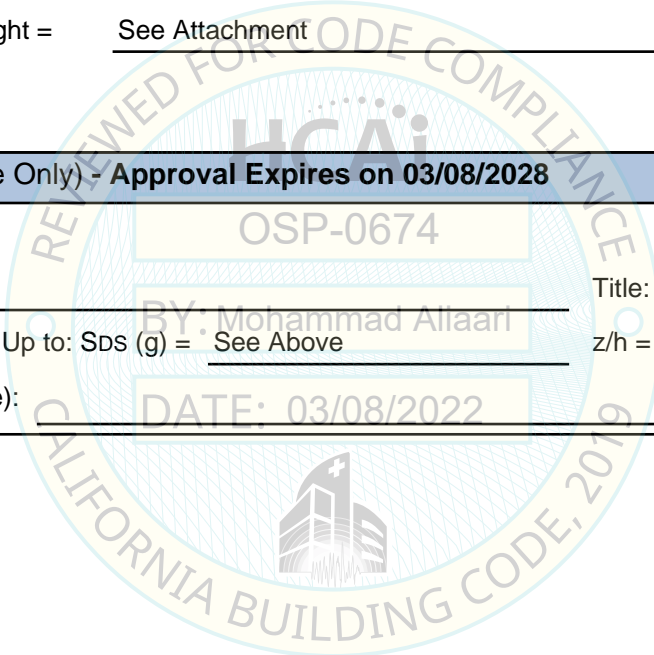 ght = See Attachment
REVIEWED FOR CODE COMPLIANCE
HCAi
e Only) - Approval Expires on 03/08/2028
OSP-0674
Title:
BY: Mohammad Aliaari
Up to: SDS (g) = See Above z/h =
e):
DATE: 03/08/2022
CALIFORNIA BUILDING CODE, 2019